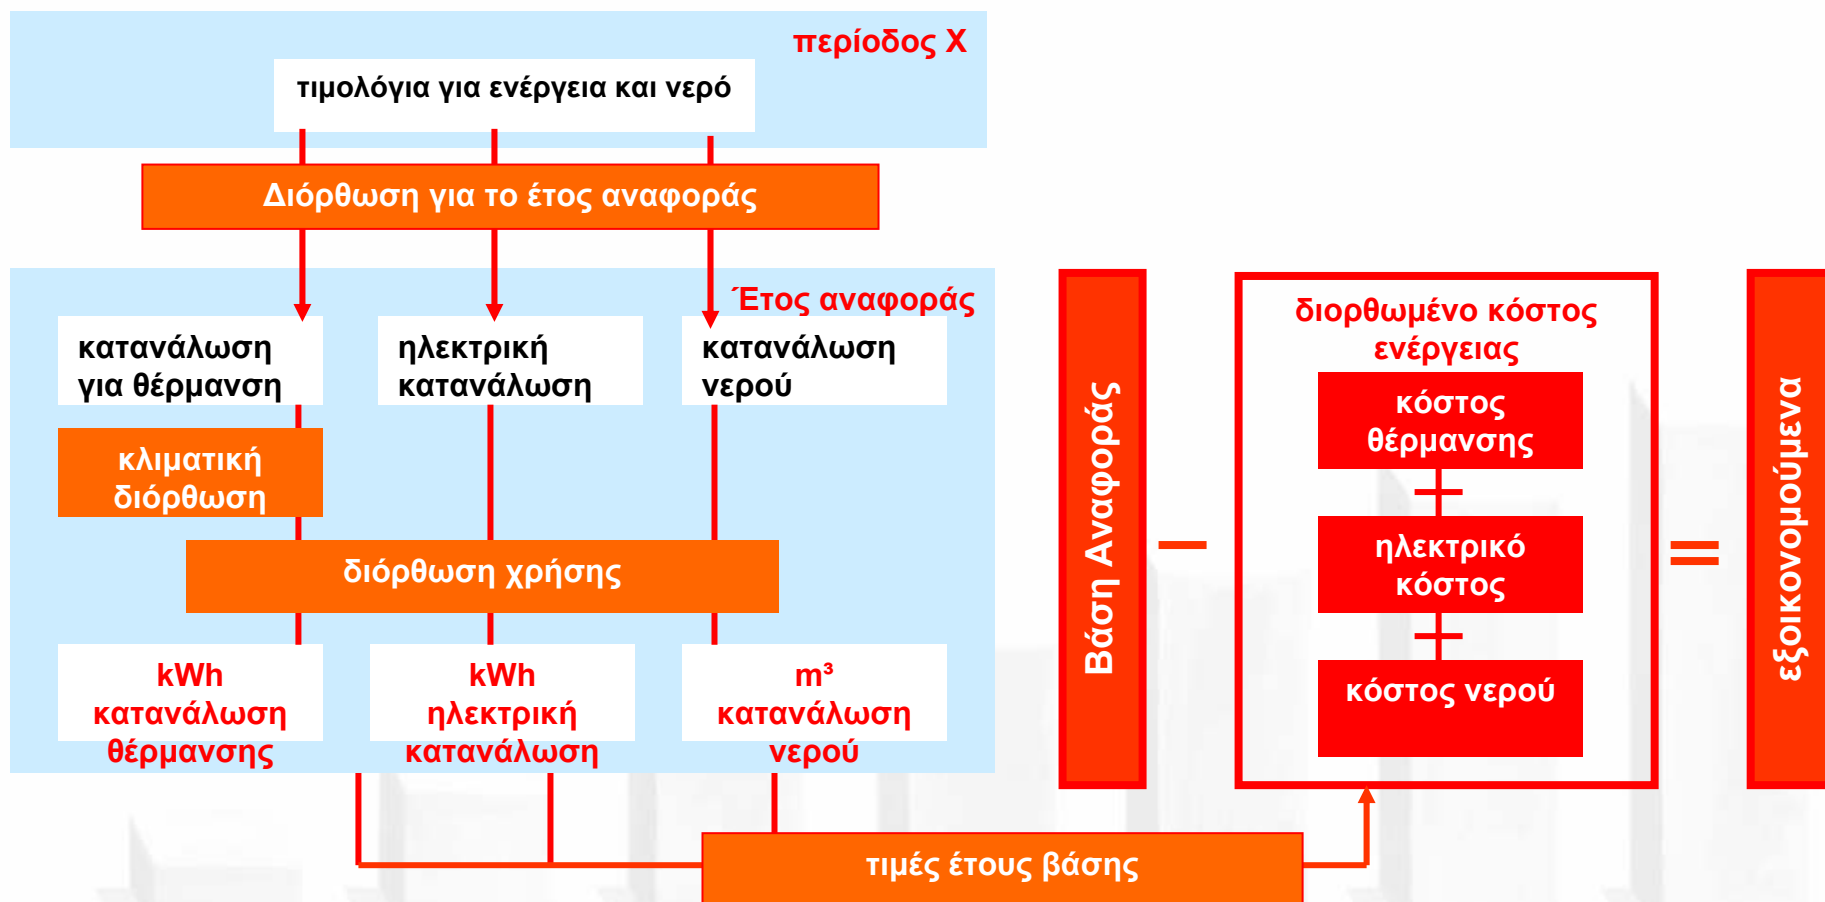 περίοδος Χ
τιμολόγια για ενέργεια και νερό
Διόρθωση για το έτος αναφοράς
Έτος αναφοράς
κατανάλωση
για θέρμανση
ηλεκτρική
κατανάλωση
κατανάλωση
νερού
κλιματική
διόρθωση
διόρθωση χρήσης
kWh
κατανάλωση
θέρμανσης
kWh
ηλεκτρική
κατανάλωση
m³
κατανάλωση
νερού
τιμές έτους βάσης
Βάση Αναφοράς
–
διορθωμένο κόστος
ενέργειας
κόστος
θέρμανσης
+
ηλεκτρικό
κόστος
+
κόστος νερού
=
εξοικονομούμενα